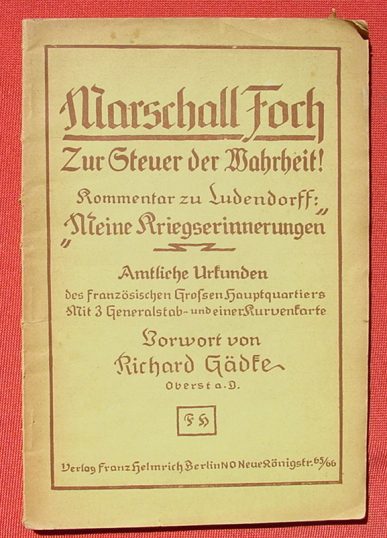 Marschall Foch
Zur Steuer der Wahrheit!
Kommentar zu Ludendorff:
„Meine Kriegserinnerungen"
Amtliche Urkunden
des französischen Grossen Hauptquartiers
Mit 3 Generalstab- und einer Kurvenkarte
Vorwort von
Richard Gädke
Oberst a. D.
FH
Verlag Franz Helmrich Berlin NO Neue Königstr. 65/66